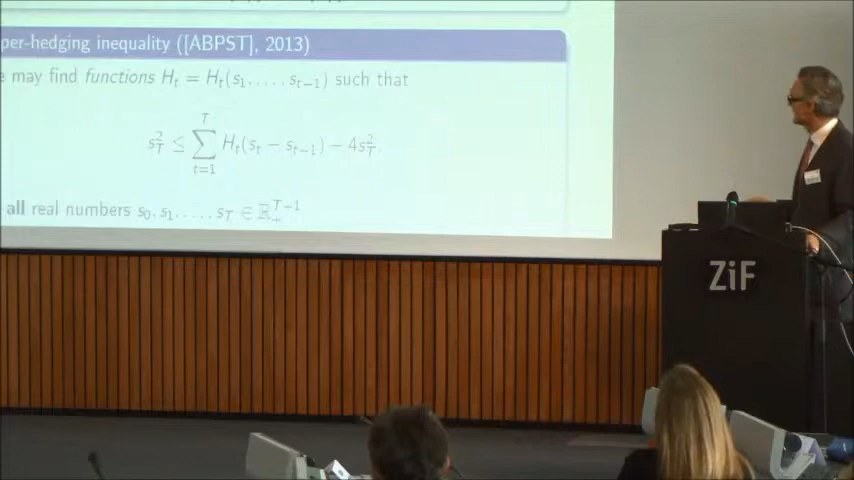 per-hedging inequality ([ABPST], 2013)
e may find functions H_t = H_t(s_1, . . . , s_{t−1}) such that
s_T^2 ≤ \sum_{t=1}^{T} H_t(s_t − s_{t−1}) − 4s_T^2.
all real numbers s_0, s_1, . . . , s_T ∈ ℝ_+^{T+1}
ZiF